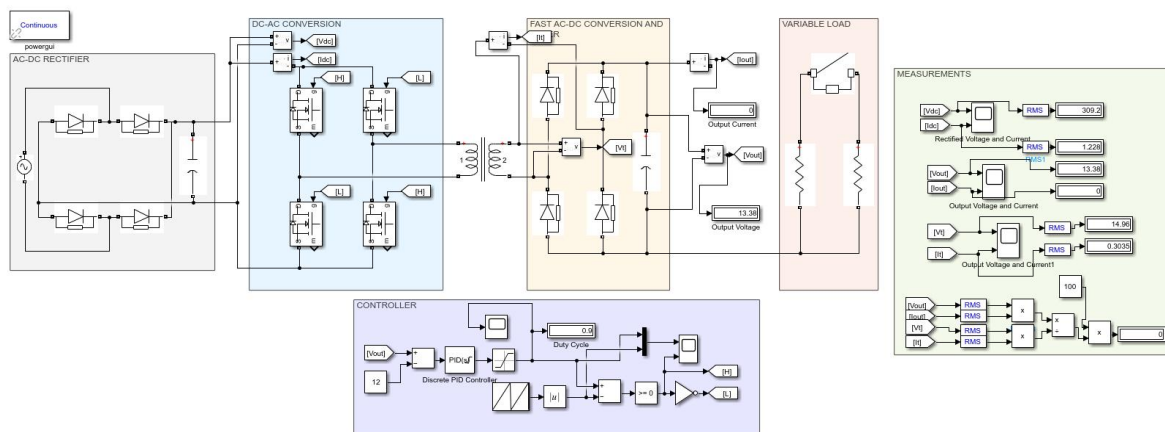 Continuous
powergui
AC-DC RECTIFIER
DC-AC CONVERSION
[Vdc]
[Idc]
[H]
[L]
[L]
[H]
1
2
[It]
FAST AC-DC CONVERSION AND
[Vt]
[Iout]
0
Output Current
[Vout]
13.38
Output Voltage
VARIABLE LOAD
MEASUREMENTS
[Vdc]
[Idc]
RMS
309.2
Rectified Voltage and Current
RMS
1.228
RMS1
[Vout]
[Iout]
13.38
0
Output Voltage and Current
[Vt]
[It]
RMS
14.96
RMS
0.3035
Output Voltage and Current1
100
[Vout]
[Iout]
[Vt]
[It]
RMS
RMS
RMS
RMS
x
x
x
÷
x
0
CONTROLLER
[Vout]
12
Discrete PID Controller
0.9
Duty Cycle
|u|
>= 0
[H]
[L]